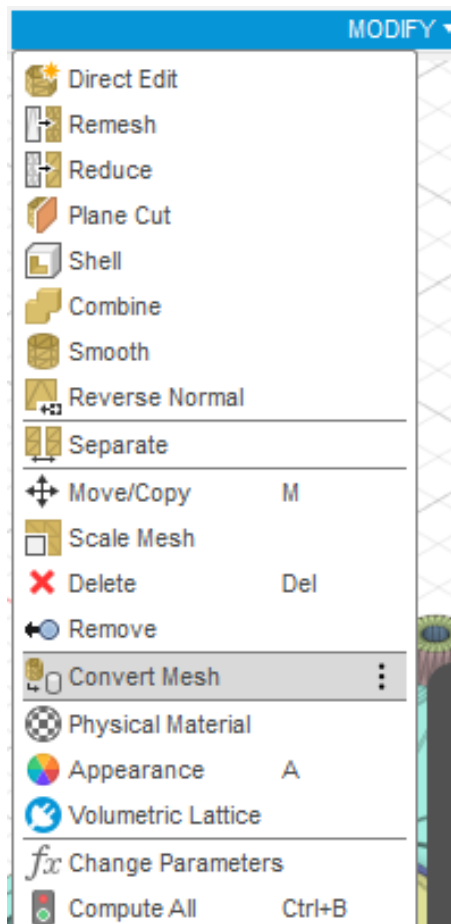 MODIFY
Direct Edit
Remesh
Reduce
Plane Cut
Shell
Combine
Smooth
Reverse Normal
Separate
Move/Copy M
Scale Mesh
Delete Del
Remove
Convert Mesh
Physical Material
Appearance A
Volumetric Lattice
fx Change Parameters
Compute All Ctrl+B